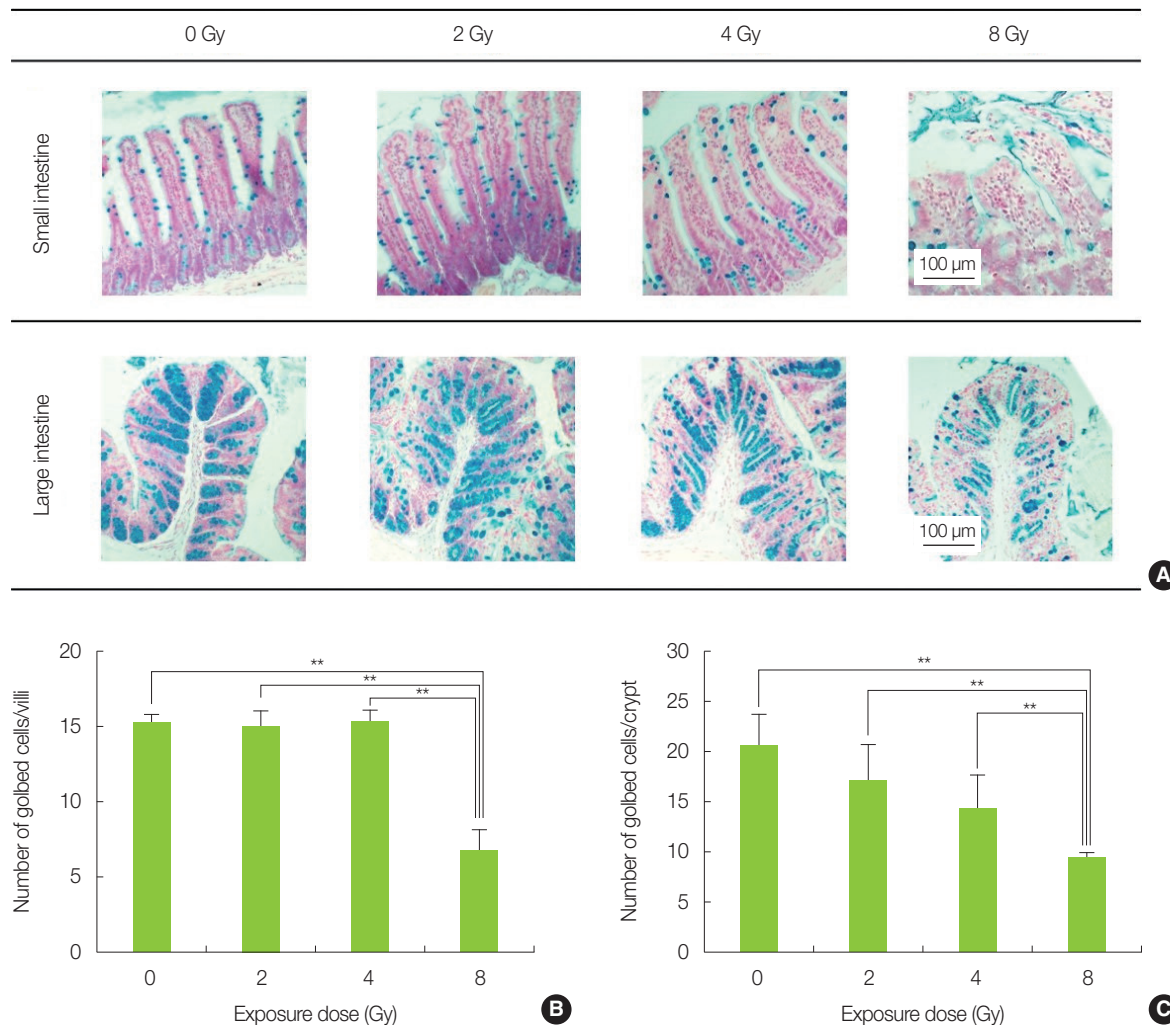 0 Gy 2 Gy 4 Gy 8 Gy
Small intestine
100 µm
Large intestine
100 µm
A
20
15
10
5
0
Number of golbed cells/villi
**
**
**
0 2 4 8
Exposure dose (Gy)
B
30
25
20
15
10
5
0
Number of golbed cells/crypt
**
**
**
0 2 4 8
Exposure dose (Gy)
C